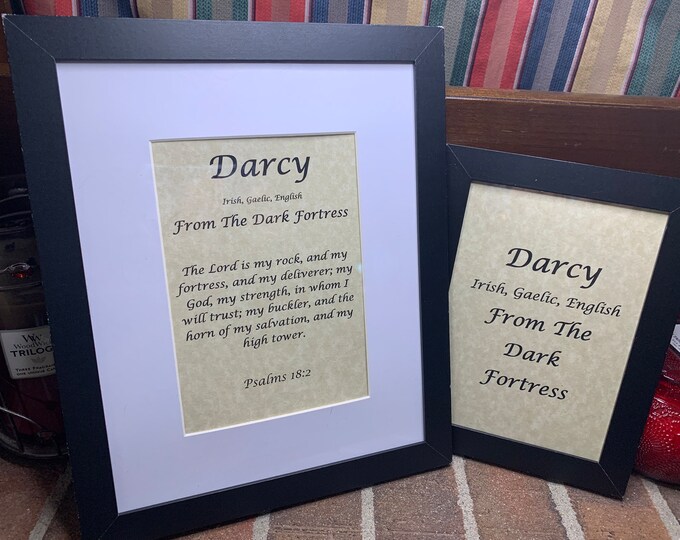 Darcy
Irish, Gaelic, English
From The Dark Fortress
The Lord is my rock, and my
fortress, and my deliverer; my
God, my strength, in whom I
will trust; my buckler, and the
horn of my salvation, and my
high tower.
Psalms 18:2
Darcy
Irish, Gaelic, English
From The
Dark
Fortress
WoodWick
TRILOGY